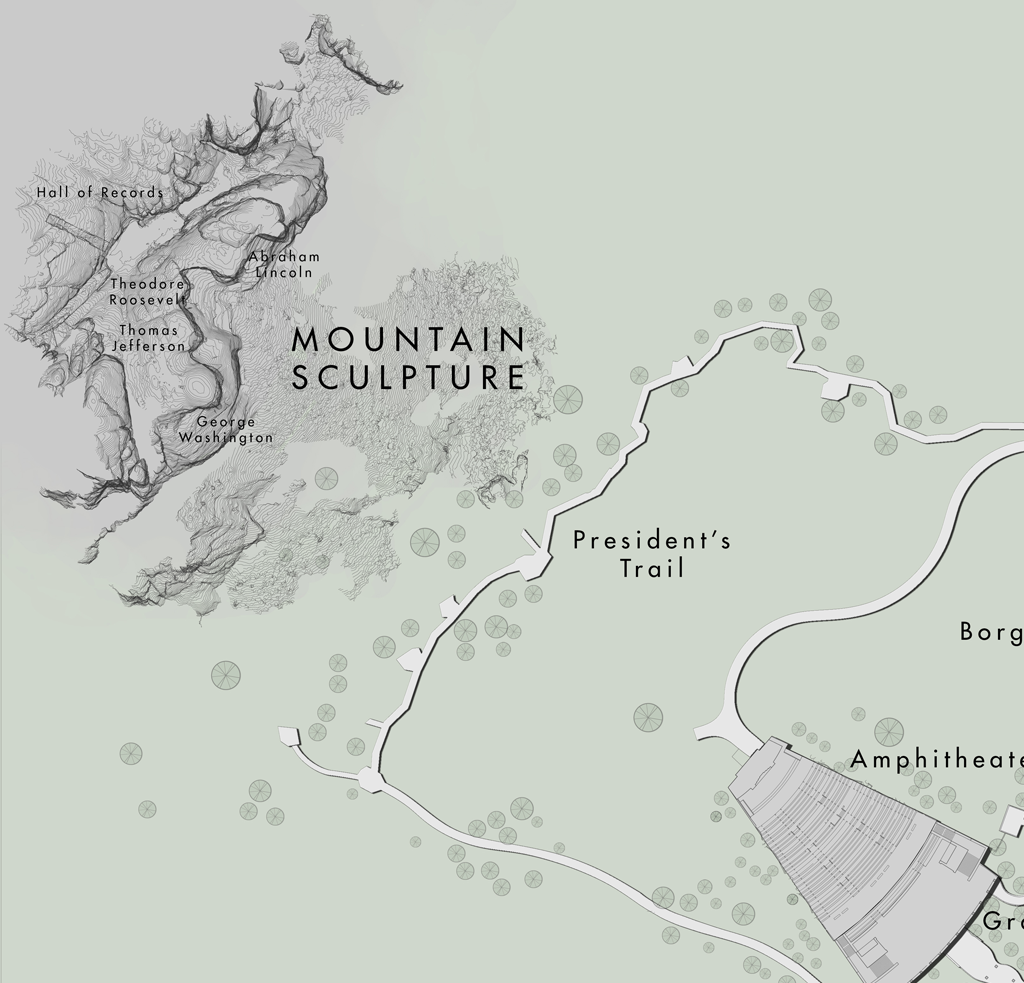 Hall of Records
Abraham
Lincoln
Theodore
Roosevelt
Thomas
Jefferson
MOUNTAIN
SCULPTURE
George
Washington
President's
Trail
Borg
Amphitheate
Gr